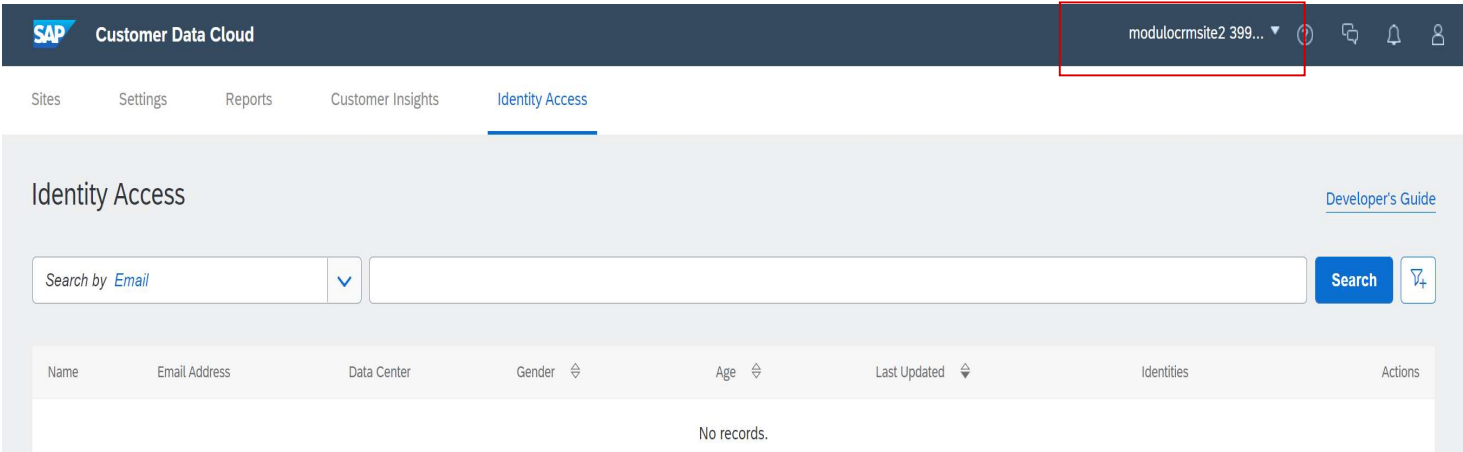 SAP Customer Data Cloud modulocrmsite2 399...
Sites Settings Reports Customer Insights Identity Access
Identity Access Developer's Guide
Search by Email Search
Name Email Address Data Center Gender Age Last Updated Identities Actions
No records.